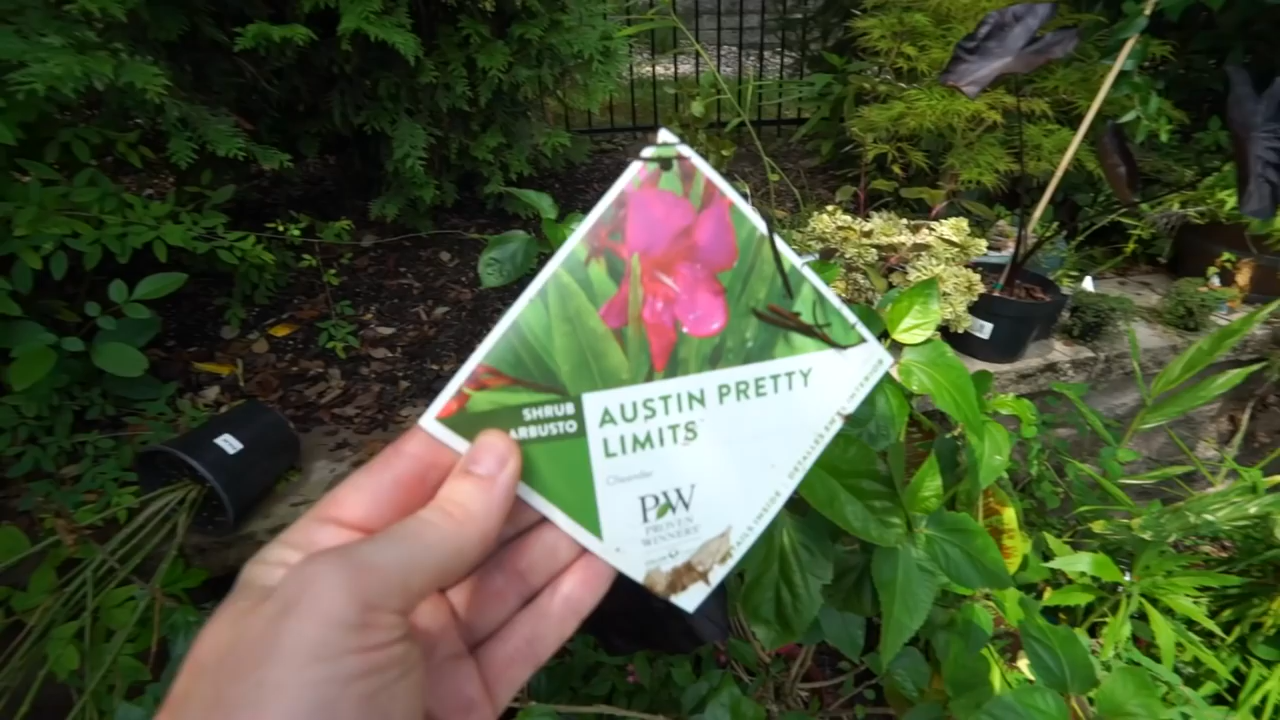 SHRUB
ARBUSTO
AUSTIN PRETTY
LIMITS
Oleander
PW
PROVEN
WINNERS